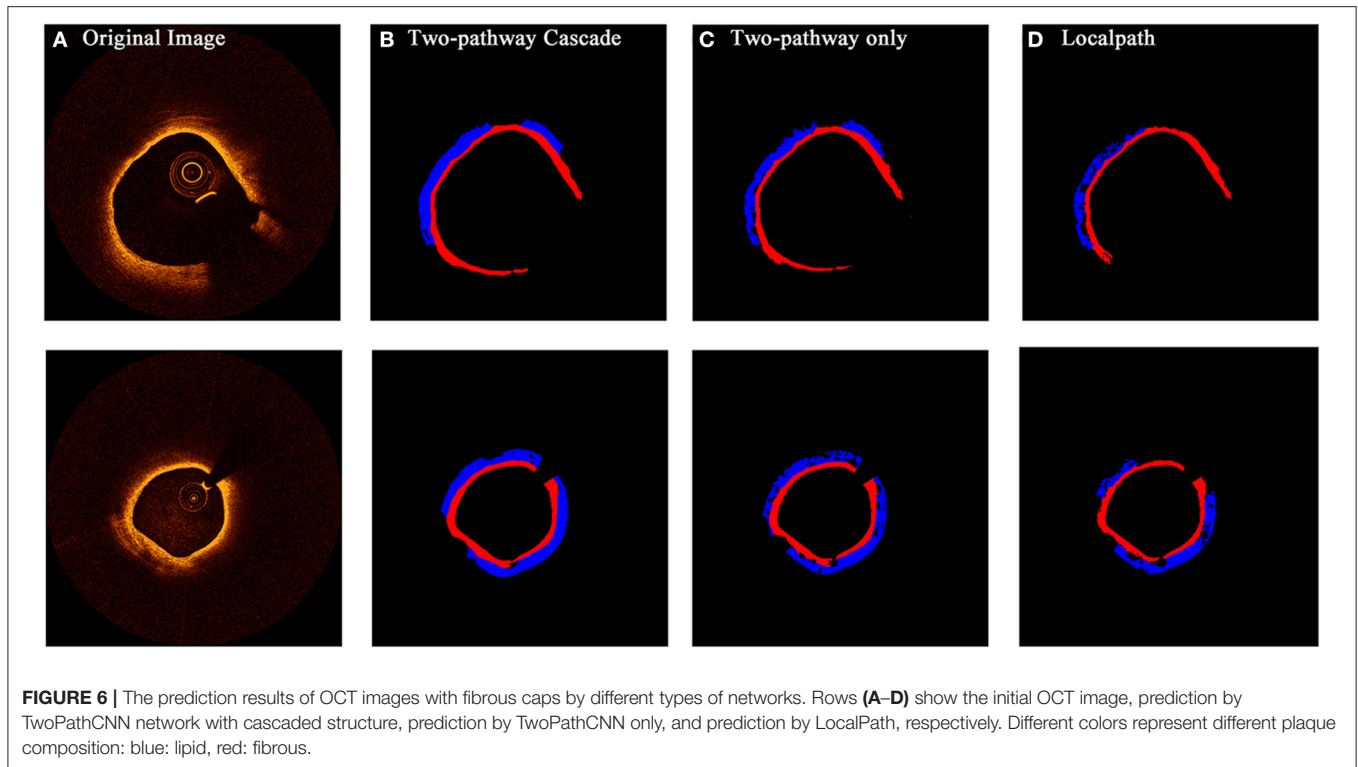 A Original Image
B Two-pathway Cascade
C Two-pathway only
D Localpath
FIGURE 6 | The prediction results of OCT images with fibrous caps by different types of networks. Rows (A–D) show the initial OCT image, prediction by
TwoPathCNN network with cascaded structure, prediction by TwoPathCNN only, and prediction by LocalPath, respectively. Different colors represent different plaque
composition: blue: lipid, red: fibrous.